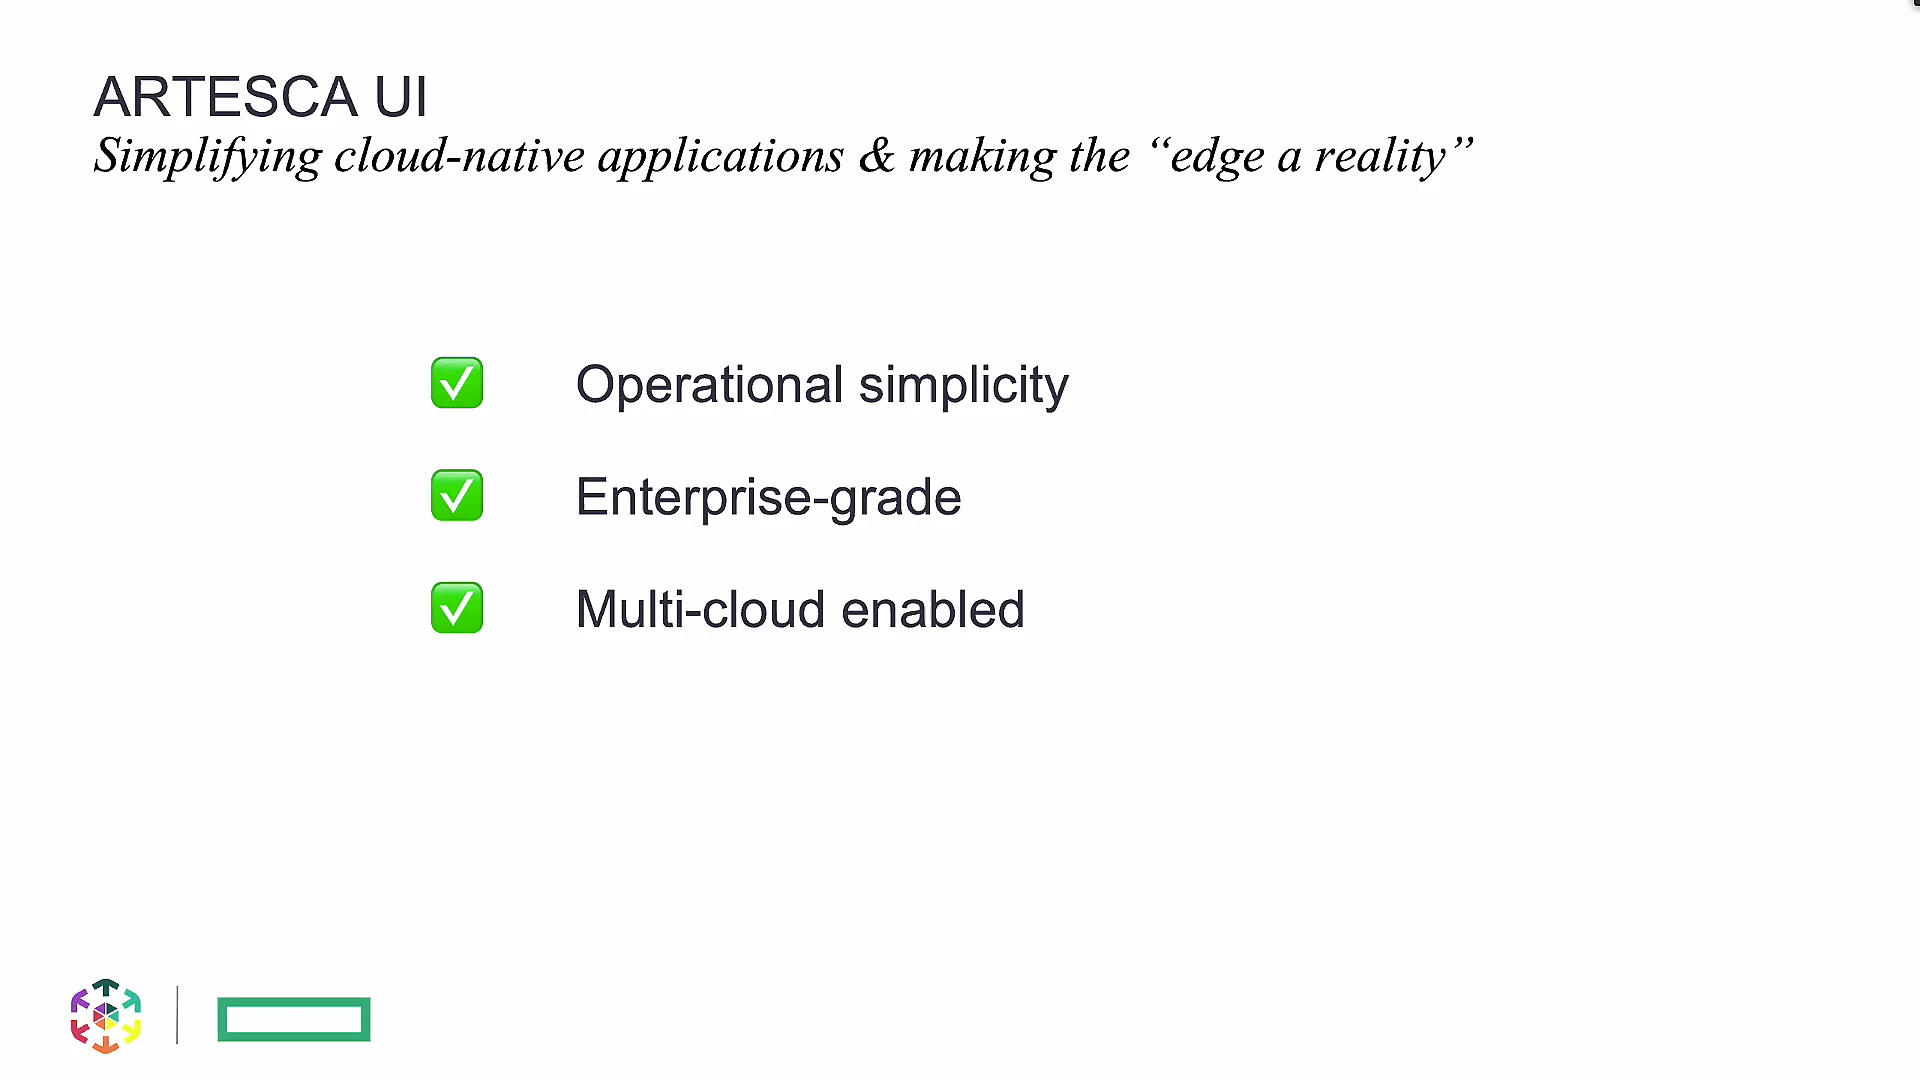 ARTESCA UI
Simplifying cloud-native applications & making the “edge a reality”
✅ Operational simplicity
✅ Enterprise-grade
✅ Multi-cloud enabled